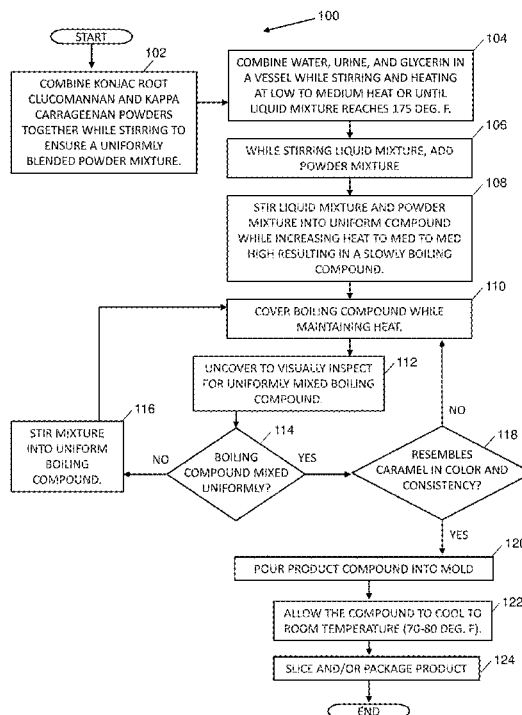 100
START
102
COMBINE KONJAC ROOT
CLUCOMANNAN AND KAPPA
CARRAGEENAN POWDERS
TOGETHER WHILE STIRRING TO
ENSURE A UNIFORMLY
BLENDED POWDER MIXTURE.
104
COMBINE WATER, URINE, AND GLYCERIN IN
A VESSEL WHILE STIRRING AND HEATING
AT LOW TO MEDIUM HEAT OR UNTIL
LIQUID MIXTURE REACHES 175 DEG. F.
106
WHILE STIRRING LIQUID MIXTURE, ADD
POWDER MIXTURE
108
STIR LIQUID MIXTURE AND POWDER
MIXTURE INTO UNIFORM COMPOUND
WHILE INCREASING HEAT TO MED TO MED
HIGH RESULTING IN A SLOWLY BOILING
COMPOUND.
110
COVER BOILING COMPOUND WHILE
MAINTAINING HEAT.
112
UNCOVER TO VISUALLY INSPECT
FOR UNIFORMLY MIXED BOILING
COMPOUND.
114
BOILING
COMPOUND MIXED
UNIFORMLY?
NO
YES
116
STIR MIXTURE
INTO UNIFORM
BOILING
COMPOUND.
118
RESEMBLES
CARAMEL IN COLOR AND
CONSISTENCY?
NO
YES
120
POUR PRODUCT COMPOUND INTO MOLD
122
ALLOW THE COMPOUND TO COOL TO
ROOM TEMPERATURE (70-80 DEG. F).
124
SLICE AND/OR PACKAGE PRODUCT
END